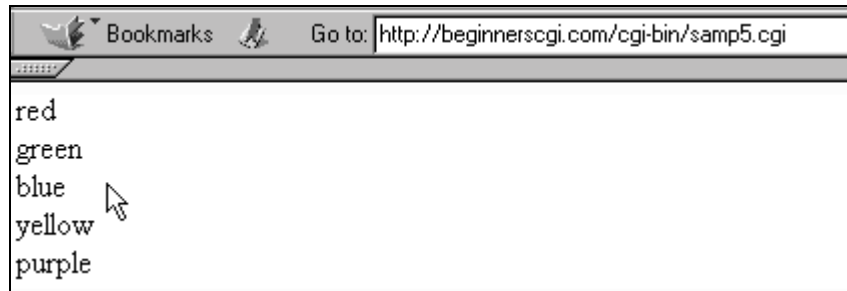 Bookmarks Go to: http://beginnerscgi.com/cgi-bin/samp5.cgi
red
green
blue
yellow
purple